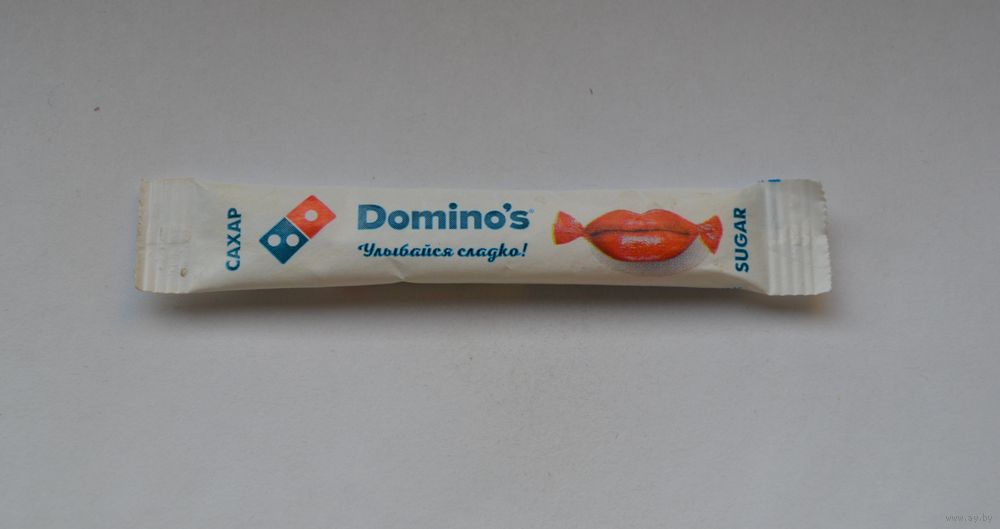 САХАР
Domino's
Улыбайся сладко!
SUGAR
www.ay.by